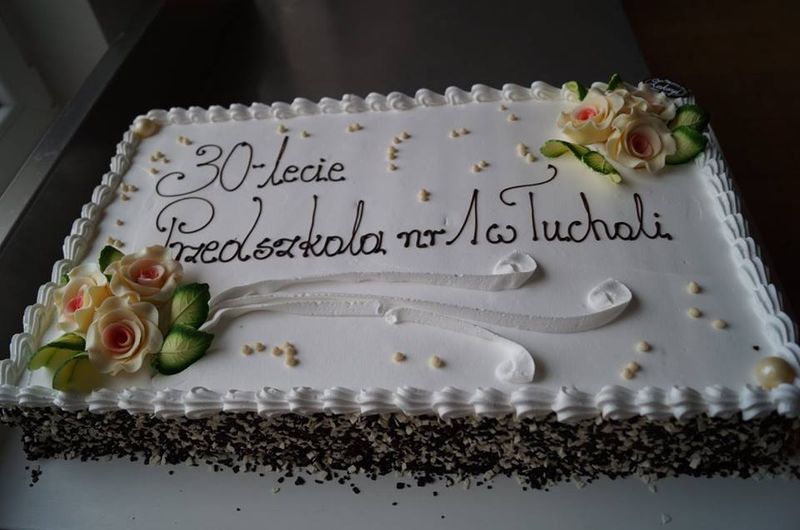 30-lecie
Przedszkola nr 1 w Tucholi